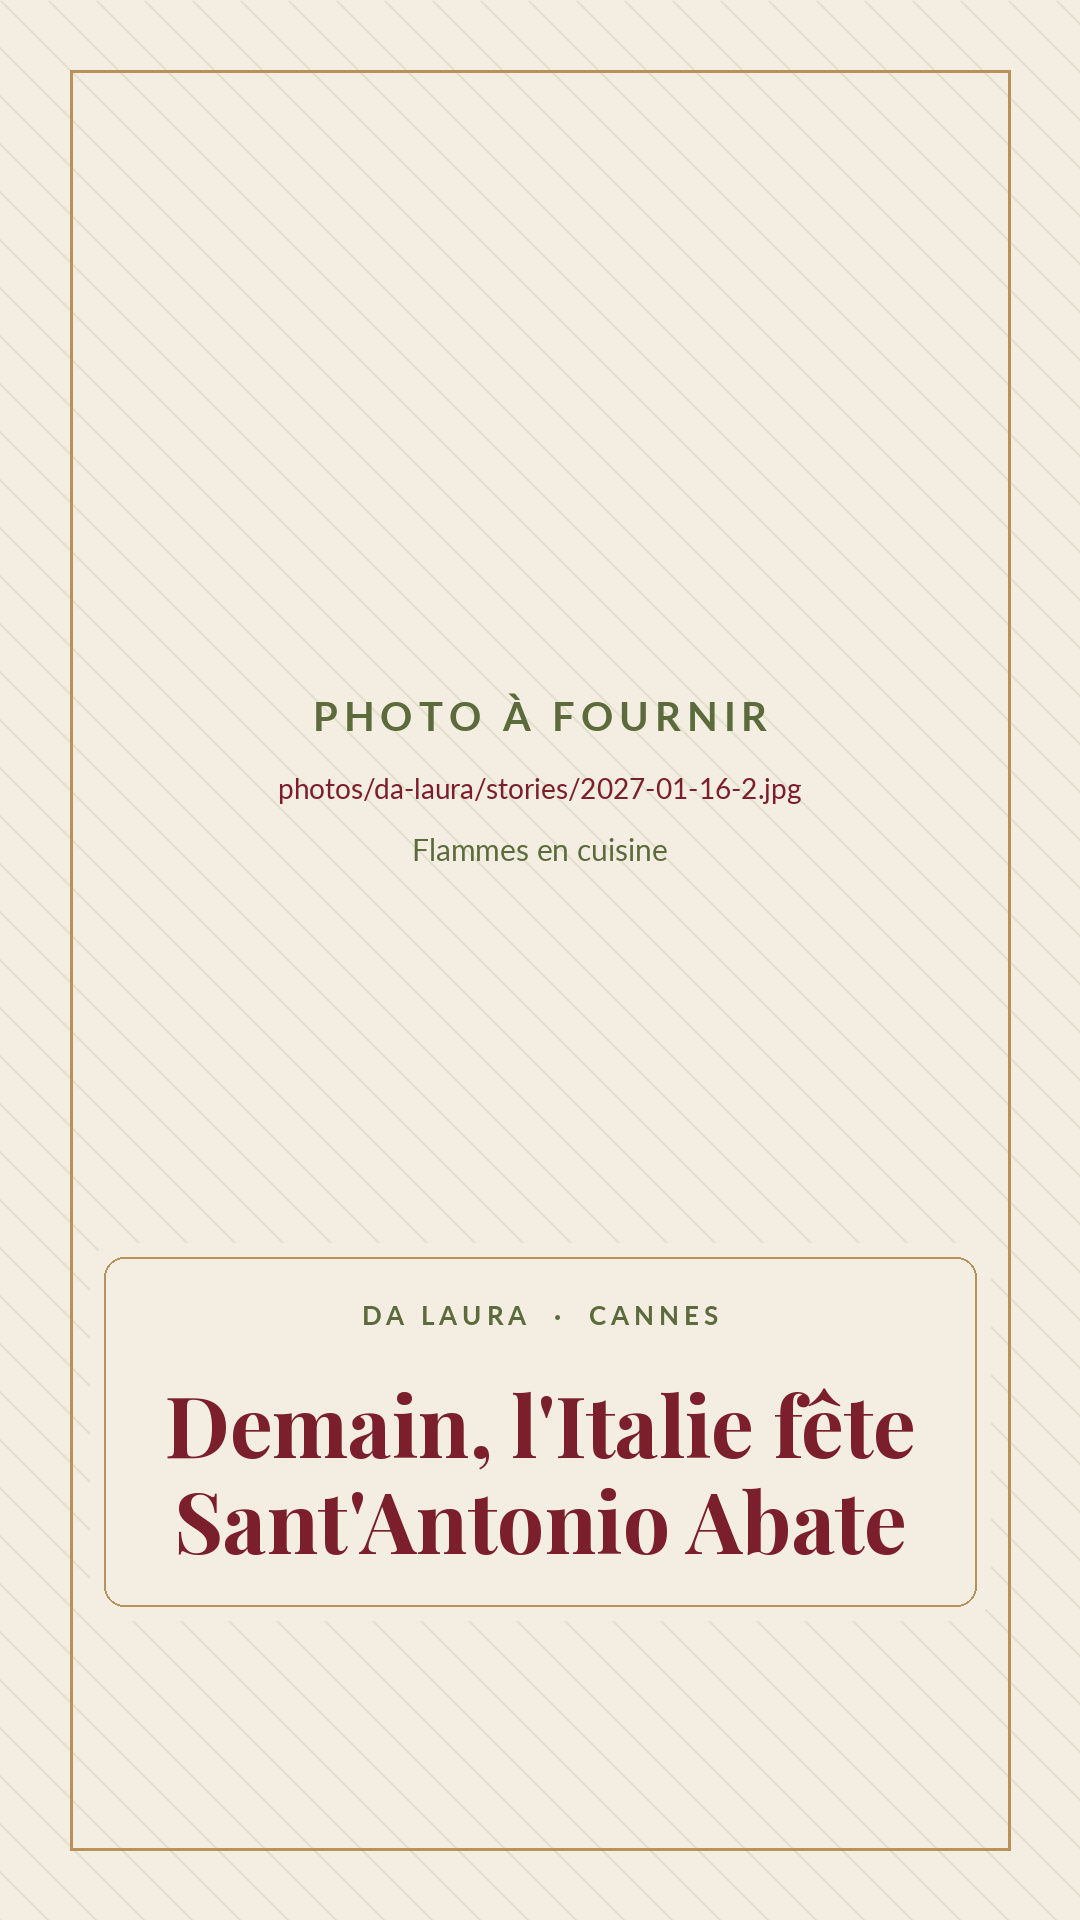 PHOTO À FOURNIR
photos/da-laura/stories/2027-01-16-2.jpg
Flammes en cuisine
DA LAURA · CANNES
Demain, l'Italie fête
Sant'Antonio Abate